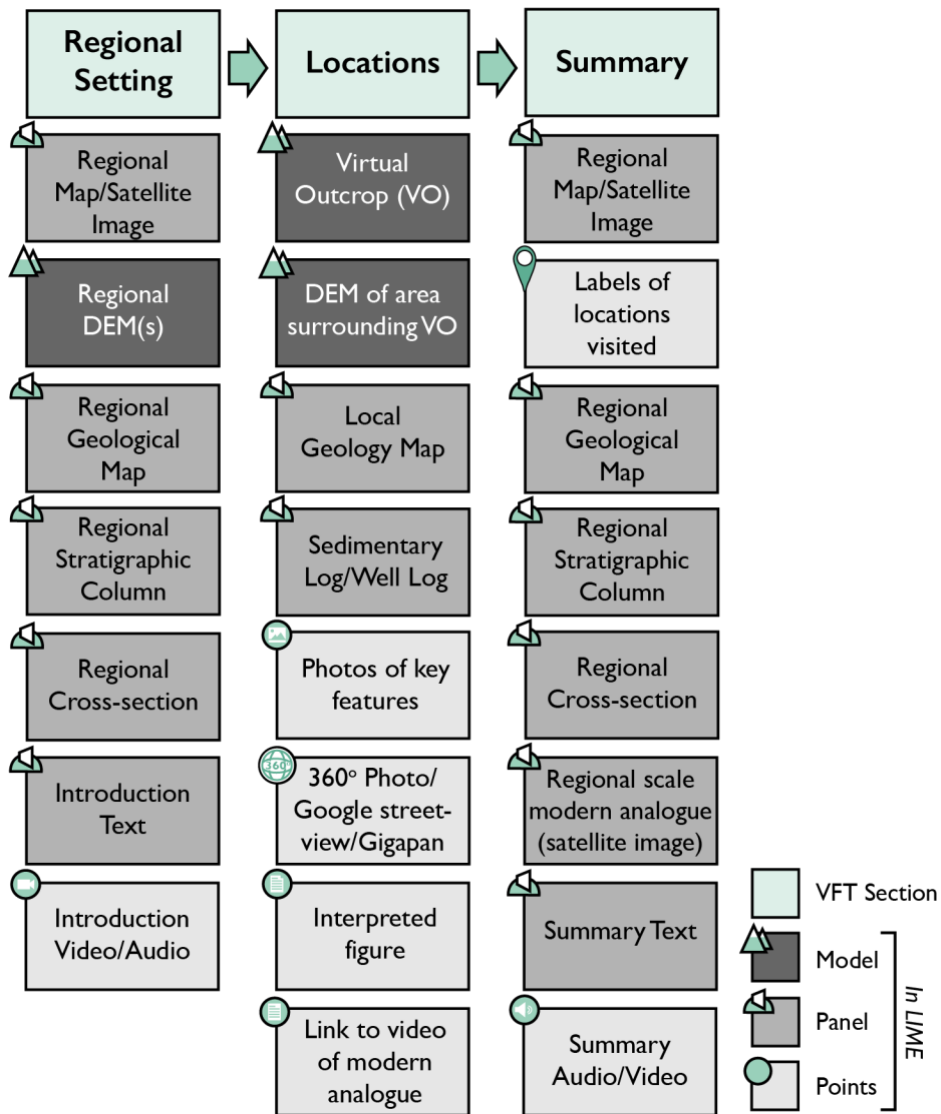 Regional
Setting
Locations
Summary
Regional
Map/Satellite
Image
Regional
DEM(s)
Regional
Geological
Map
Regional
Stratigraphic
Column
Regional
Cross-section
Introduction
Text
Introduction
Video/Audio
Virtual
Outcrop (VO)
DEM of area
surrounding VO
Local
Geology Map
Sedimentary
Log/Well Log
Photos of key
features
360°
360° Photo/
Google street-
view/Gigapan
Interpreted
figure
Link to video
of modern
analogue
Regional
Map/Satellite
Image
Labels of
locations
visited
Regional
Geological
Map
Regional
Stratigraphic
Column
Regional
Cross-section
Regional scale
modern analogue
(satellite image)
Summary Text
Summary
Audio/Video
VFT Section
Model
Panel
Points
In LIME